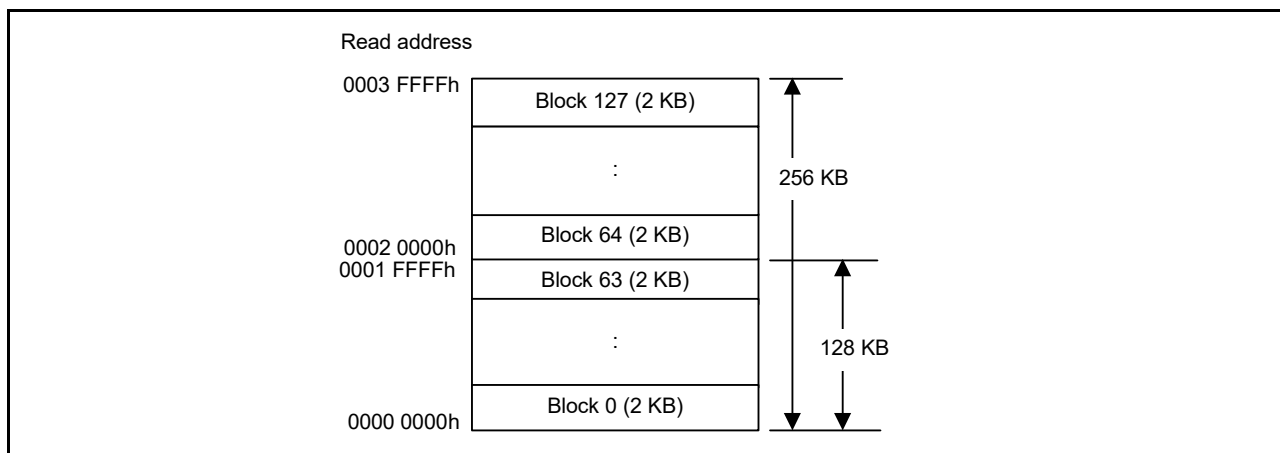 Read address
0003 FFFFh
Block 127 (2 KB)
:
256 KB
Block 64 (2 KB)
0002 0000h
0001 FFFFh
Block 63 (2 KB)
:
128 KB
Block 0 (2 KB)
0000 0000h